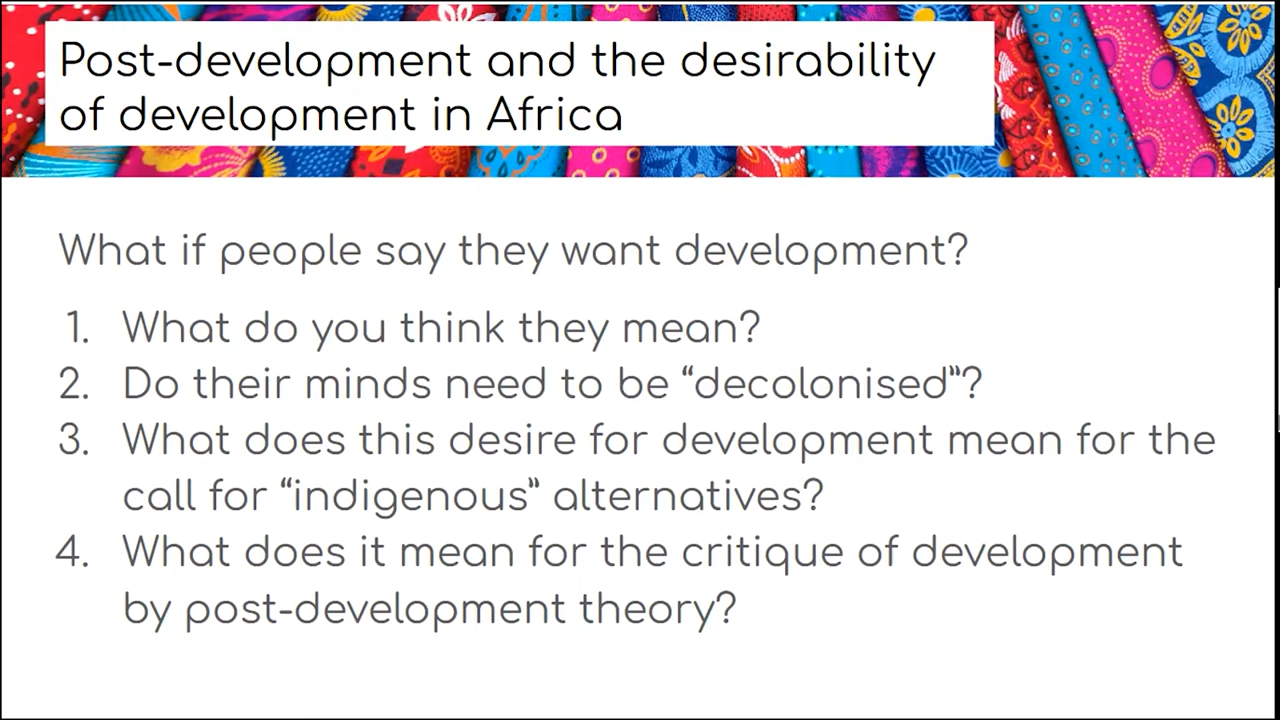 Post-development and the desirability
of development in Africa
What if people say they want development?
1. What do you think they mean?
2. Do their minds need to be “decolonised”?
3. What does this desire for development mean for the
call for “indigenous” alternatives?
4. What does it mean for the critique of development
by post-development theory?